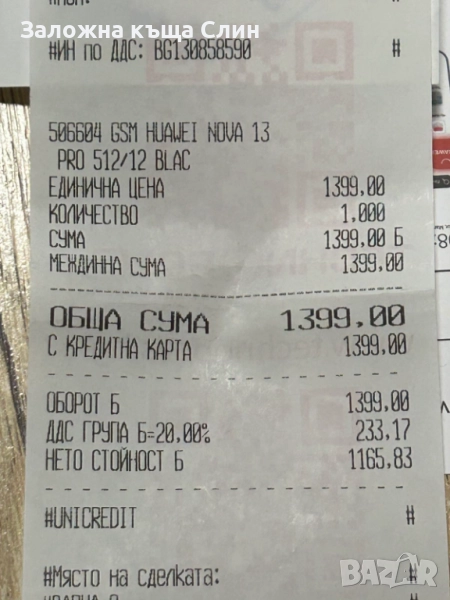 Заложна къща Слин
#ИН по ДДС: BG130858590 #
506604 GSM HUAWEI NOVA 13
PRO 512/12 BLAC
ЕДИНИЧНА ЦЕНА 1399,00
КОЛИЧЕСТВО 1,000
СУМА 1399,00 Б
МЕЖДИННА СУМА 1399,00
ОБЩА СУМА 1399,00
С КРЕДИТНА КАРТА 1399,00
ОБОРОТ Б 1399,00
ДДС ГРУПА Б=20,00% 233,17
НЕТО СТОЙНОСТ Б 1165,83
#UNICREDIT #
#Място на сделката: #
BAZAR